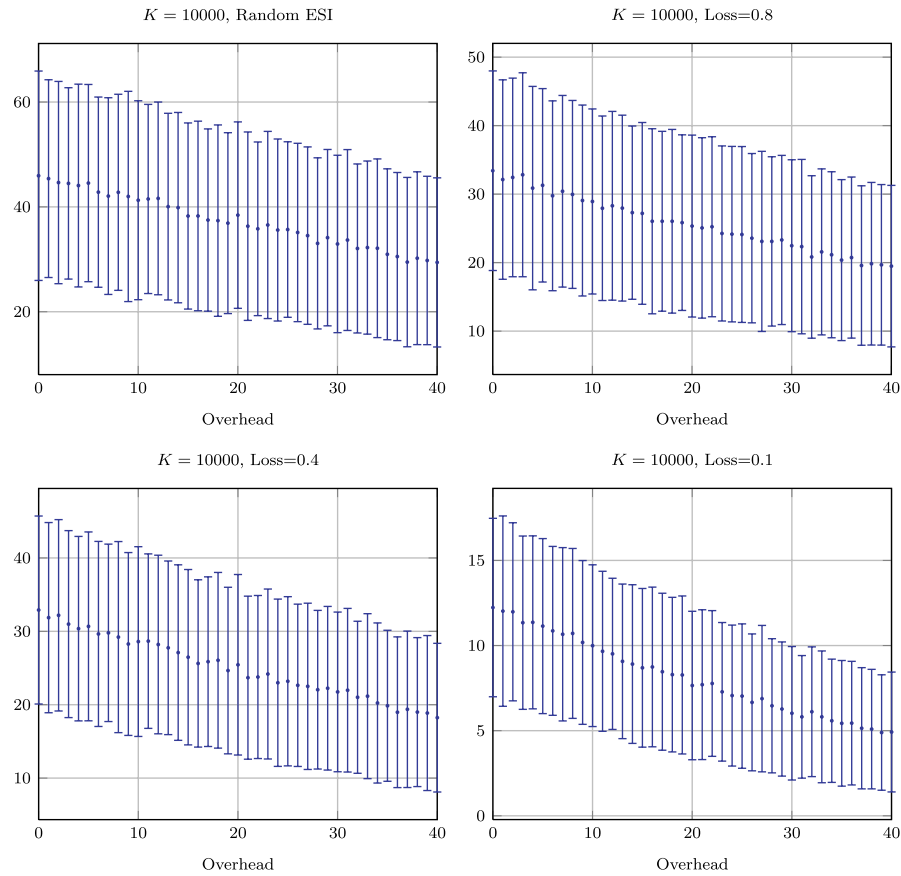 K = 10000, Random ESI
60
40
20
0 10 20 30 40
Overhead
K = 10000, Loss=0.8
50
40
30
20
10
0 10 20 30 40
Overhead
K = 10000, Loss=0.4
40
30
20
10
0 10 20 30 40
Overhead
K = 10000, Loss=0.1
15
10
5
0
0 10 20 30 40
Overhead